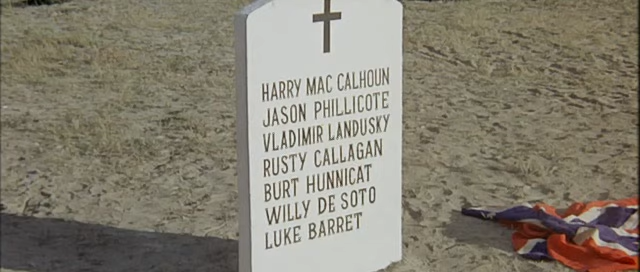 HARRY MAC CALHOUN
JASON PHILLICOTE
VLADIMIR LANDUSKY
RUSTY CALLAGAN
BURT HUNNICAT
WILLY DE SOTO
LUKE BARRET